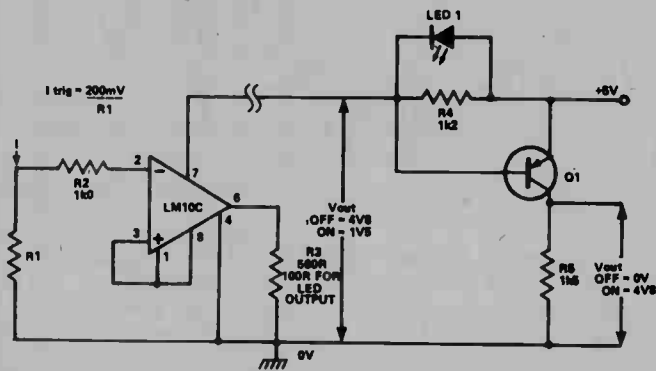 LED 1
I trig = 200mV
R1
+5V
R4
1k2
I
R2
1k0
2
7
LM10C
6
4
3
8
1
Q1
Vout
OFF = 4V8
ON = 1V5
R1
R3
560R
100R FOR
LED
OUTPUT
R5
1k5
Vout
OFF = 0V
ON = 4V8
0V